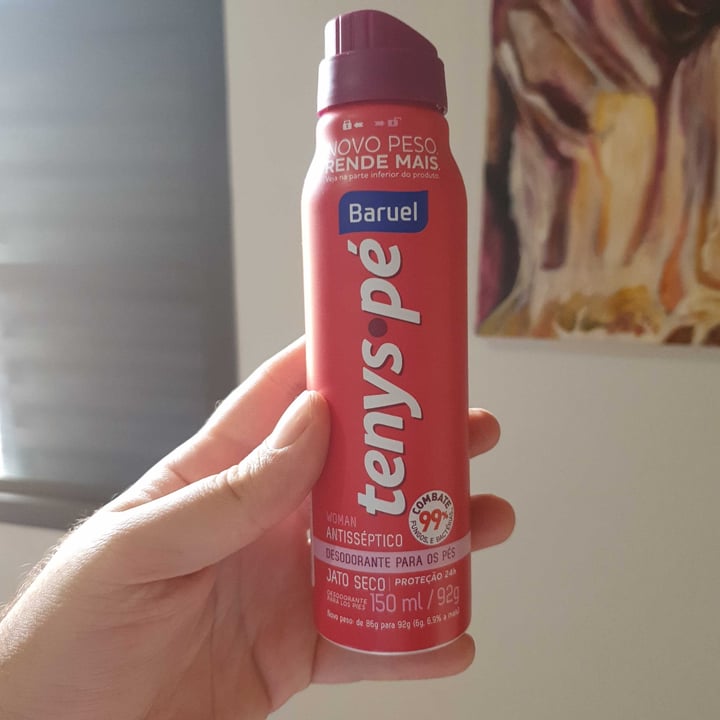 NOVO PESO.
RENDE MAIS.
Veja na parte inferior do produto.
Baruel
tenys·pé
COMBATE
99%
FUNGOS E BACTÉRIAS
WOMAN
ANTISSÉPTICO
DESODORANTE PARA OS PÉS
JATO SECO | PROTEÇÃO 24h
DESODORANTE
PARA LOS PIES
150 ml / 92g
Novo peso: de 86g para 92g (6g, 6.9% a mais)